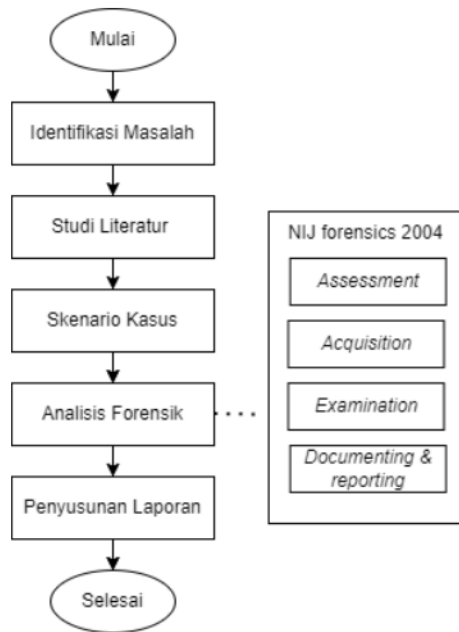 Mulai
Identifikasi Masalah
Studi Literatur
Skenario Kasus
Analisis Forensik
Penyusunan Laporan
Selesai
NIJ forensics 2004
Assessment
Acquisition
Examination
Documenting &
reporting